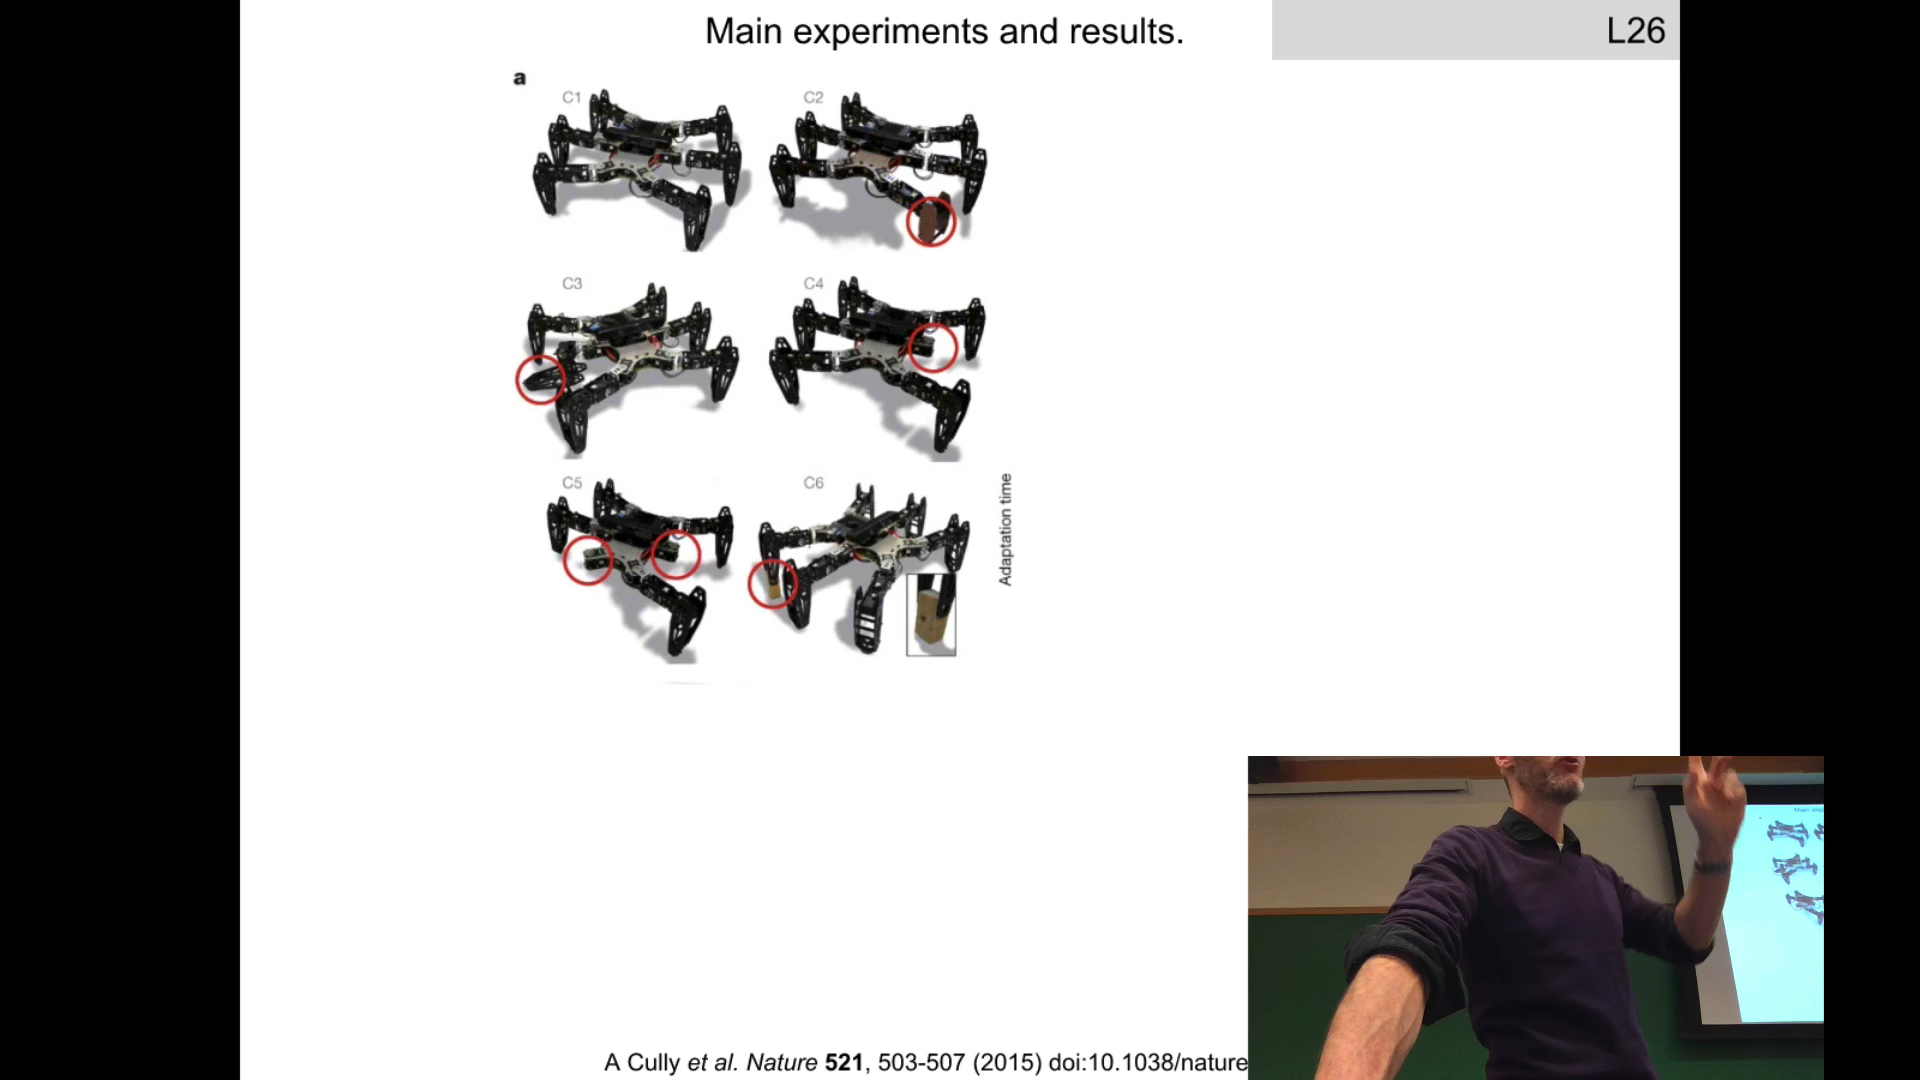 Main experiments and results.
L26
a
C1
C2
C3
C4
C5
C6
Adaptation time
A Cully et al. Nature 521, 503-507 (2015) doi:10.1038/nature